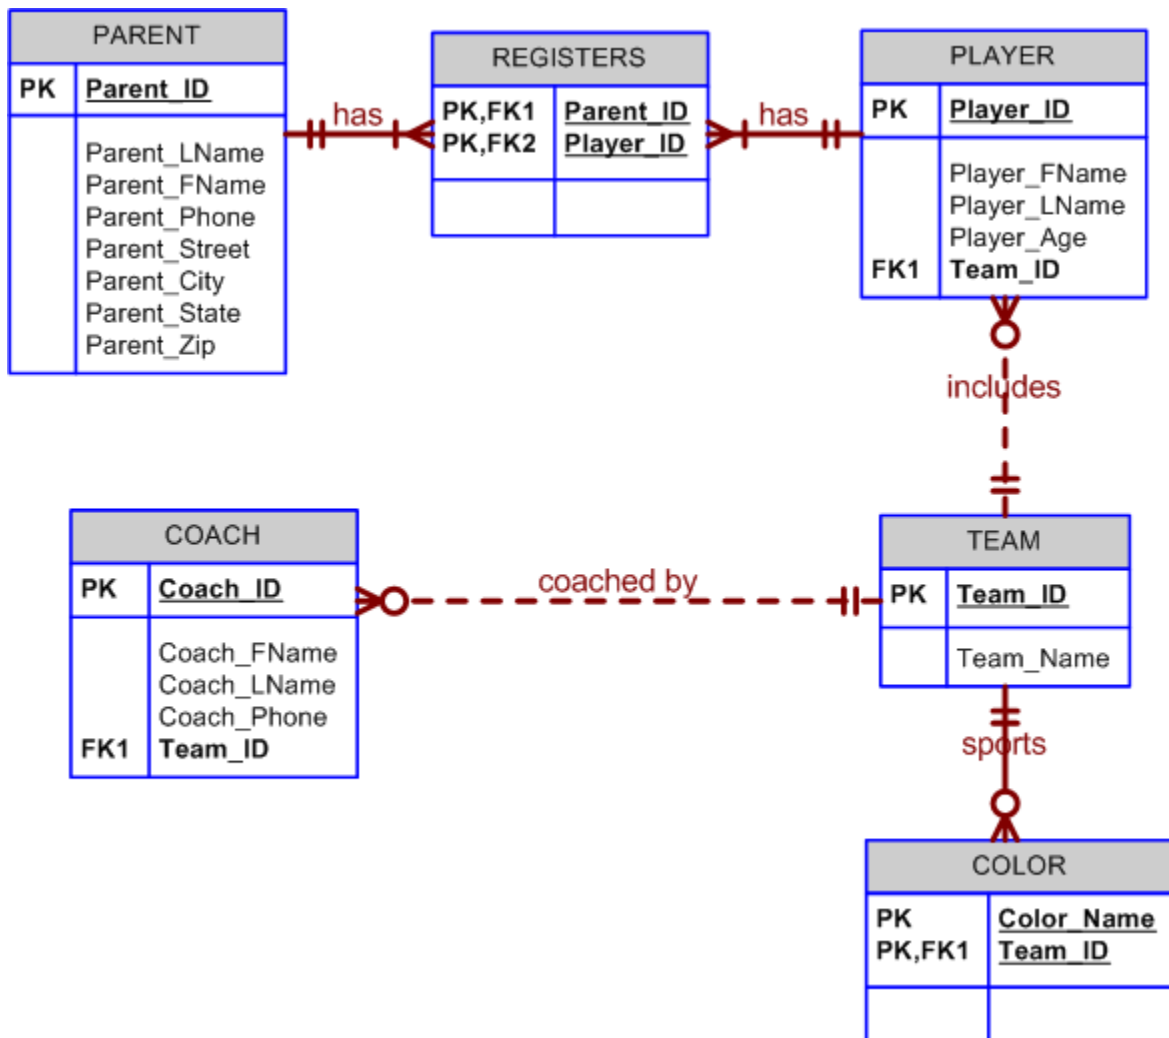 PARENT
PK Parent_ID
Parent_LName
Parent_FName
Parent_Phone
Parent_Street
Parent_City
Parent_State
Parent_Zip
has
REGISTERS
PK,FK1 Parent_ID
PK,FK2 Player_ID
has
PLAYER
PK Player_ID
Player_FName
Player_LName
Player_Age
FK1 Team_ID
includes
COACH
PK Coach_ID
Coach_FName
Coach_LName
Coach_Phone
FK1 Team_ID
coached by
TEAM
PK Team_ID
Team_Name
sports
COLOR
PK Color_Name
PK,FK1 Team_ID